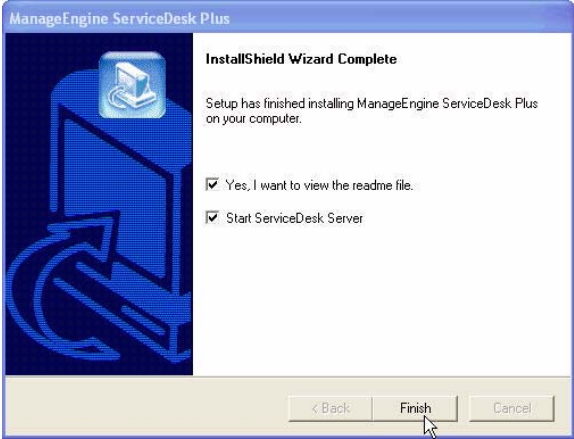 ManageEngine ServiceDesk Plus
InstallShield Wizard Complete
Setup has finished installing ManageEngine ServiceDesk Plus
on your computer.
Yes, I want to view the readme file.
Start ServiceDesk Server
< Back
Finish
Cancel